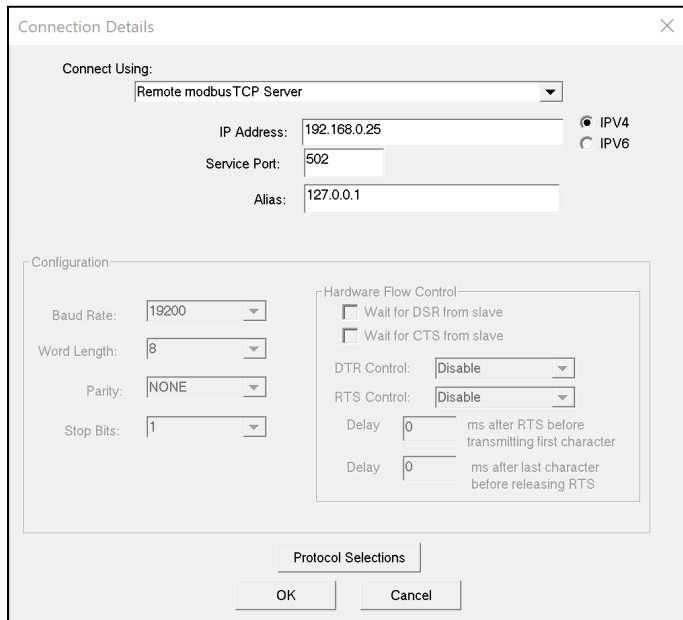 Connection Details
Connect Using:
Remote modbusTCP Server
IP Address: 192.168.0.25
IPV4
IPV6
Service Port: 502
Alias: 127.0.0.1
Configuration
Baud Rate: 19200
Word Length: 8
Parity: NONE
Stop Bits: 1
Hardware Flow Control
Wait for DSR from slave
Wait for CTS from slave
DTR Control: Disable
RTS Control: Disable
Delay 0 ms after RTS before
transmitting first character
Delay 0 ms after last character
before releasing RTS
Protocol Selections
OK Cancel